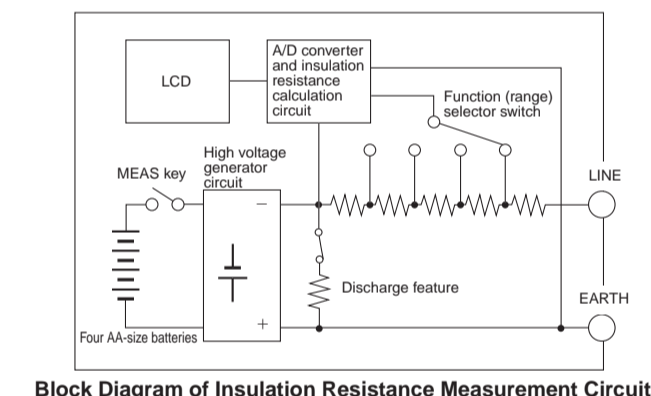 A/D converter
and insulation
resistance
calculation
circuit
LCD
Function (range)
selector switch
High voltage
generator
circuit
MEAS key
LINE
−
Discharge feature
EARTH
+
Four AA-size batteries
Block Diagram of Insulation Resistance Measurement Circuit